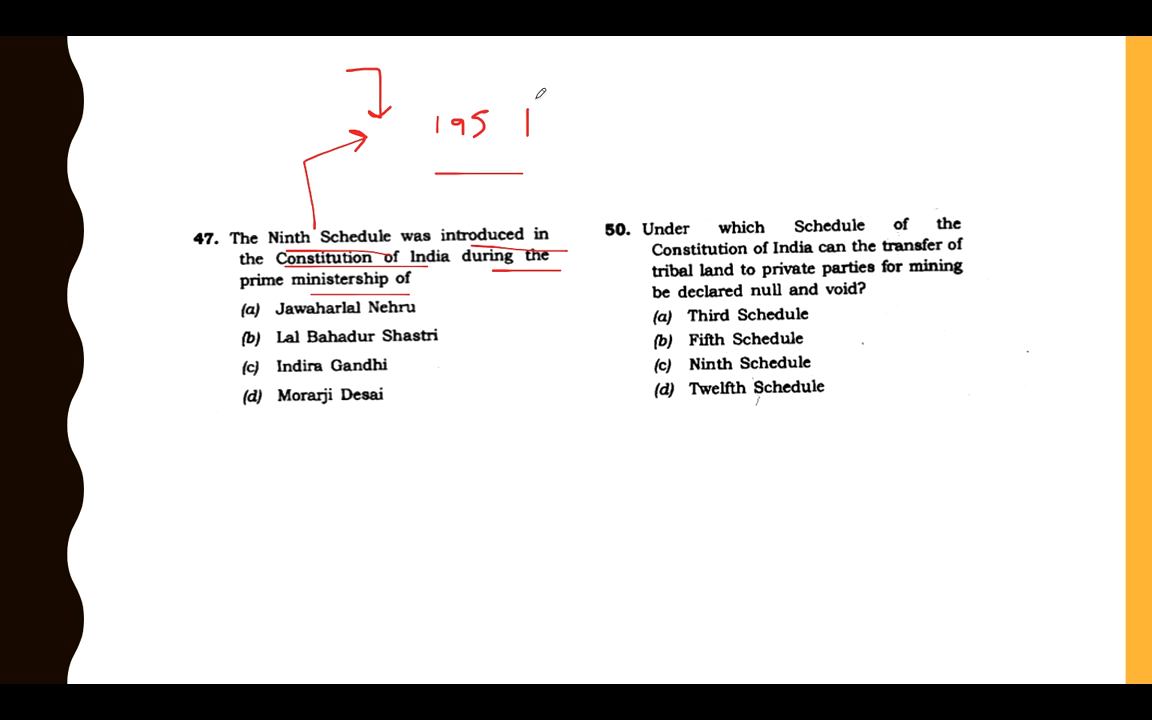 1951
47. The Ninth Schedule was introduced in
the Constitution of India during the
prime ministership of
(a) Jawaharlal Nehru
(b) Lal Bahadur Shastri
(c) Indira Gandhi
(d) Morarji Desai
50. Under which Schedule of the
Constitution of India can the transfer of
tribal land to private parties for mining
be declared null and void?
(a) Third Schedule
(b) Fifth Schedule
(c) Ninth Schedule
(d) Twelfth Schedule